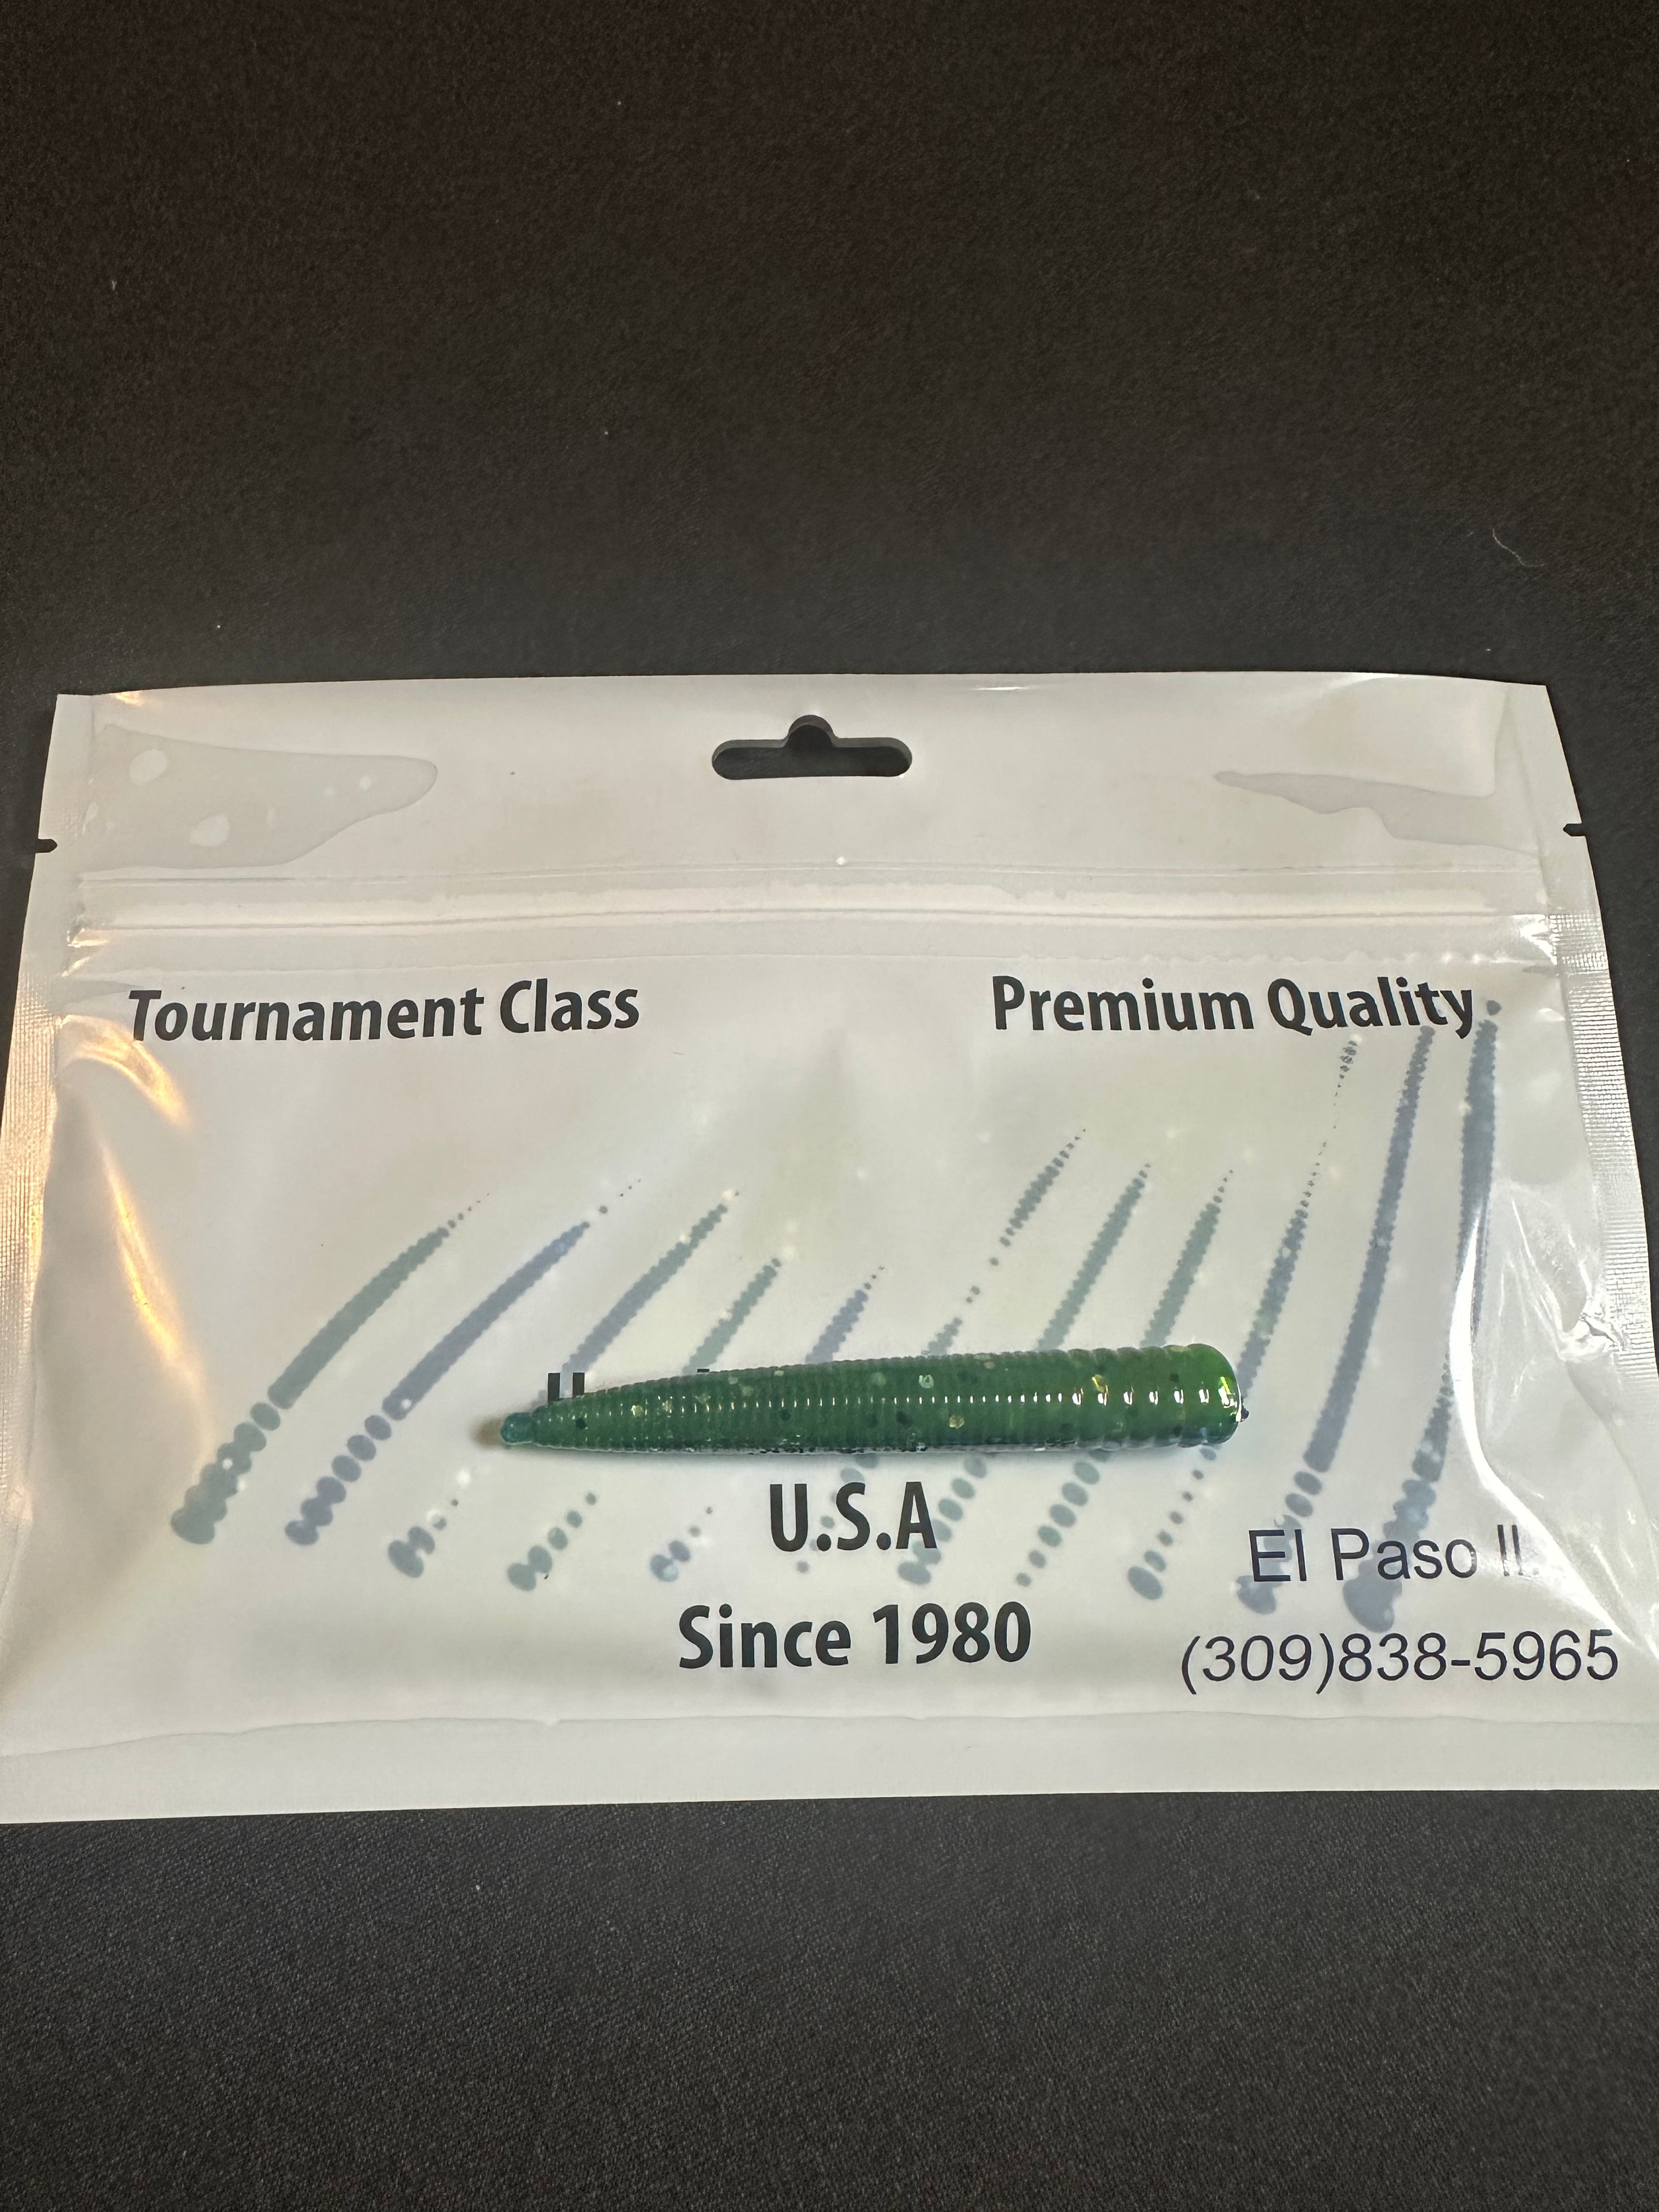 Tournament Class
Premium Quality
U.S.A
El Paso Il.
Since 1980
(309)838-5965